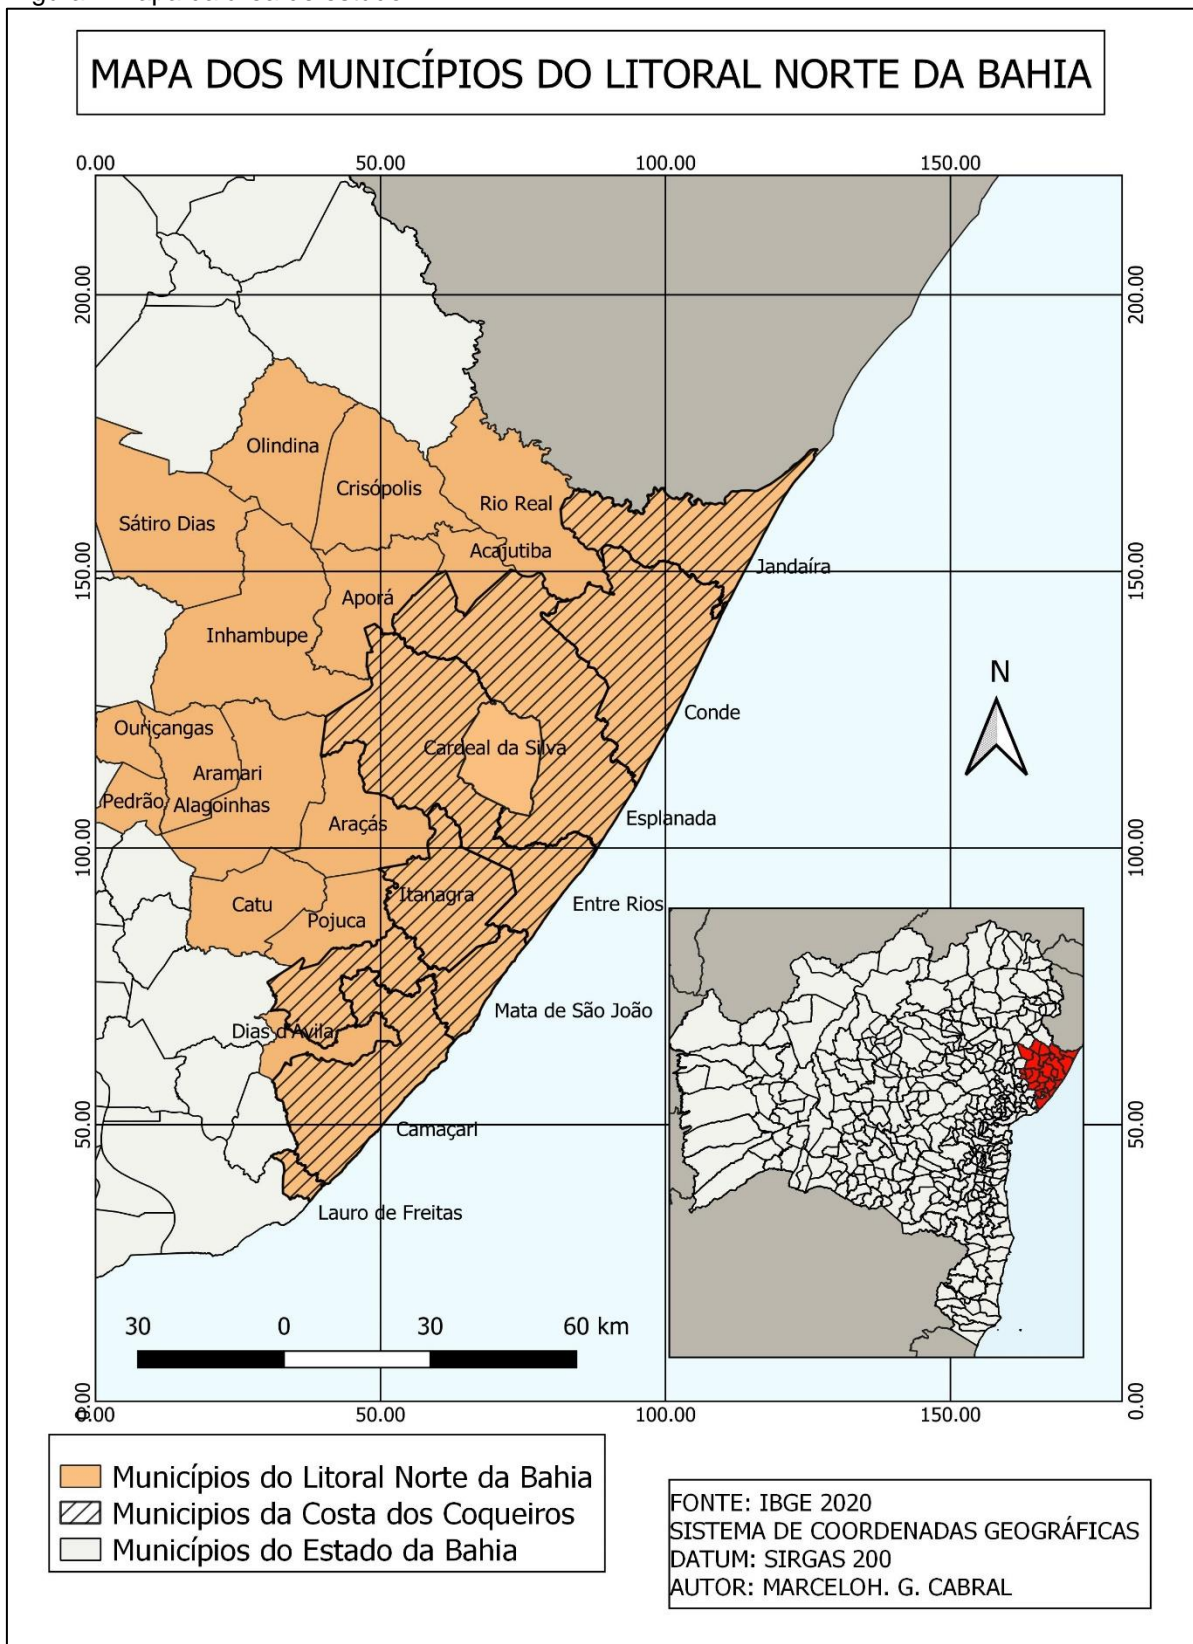 MAPA DOS MUNICÍPIOS DO LITORAL NORTE DA BAHIA
0.00 50.00 100.00 150.00
200.00 200.00
Olindina
Crisópolis
Rio Real
Sátiro Dias
Acajutiba
150.00 Jandaíra 150.00
Aporá
Inhambupe
N
Conde
Ouriçangas
Cardeal da Silva
Aramari
Pedrão Alagoinhas
Esplanada
Araçás
100.00 100.00
Itanagra
Catu
Entre Rios
Pojuca
Mata de São João
Dias d'Avila
50.00 Camaçari 50.00
Lauro de Freitas
30 0 30 60 km
0.00 0.00
0.00 50.00 100.00 150.00
Municípios do Litoral Norte da Bahia
Municipios da Costa dos Coqueiros
Municípios do Estado da Bahia
FONTE: IBGE 2020
SISTEMA DE COORDENADAS GEOGRÁFICAS
DATUM: SIRGAS 200
AUTOR: MARCELOH. G. CABRAL